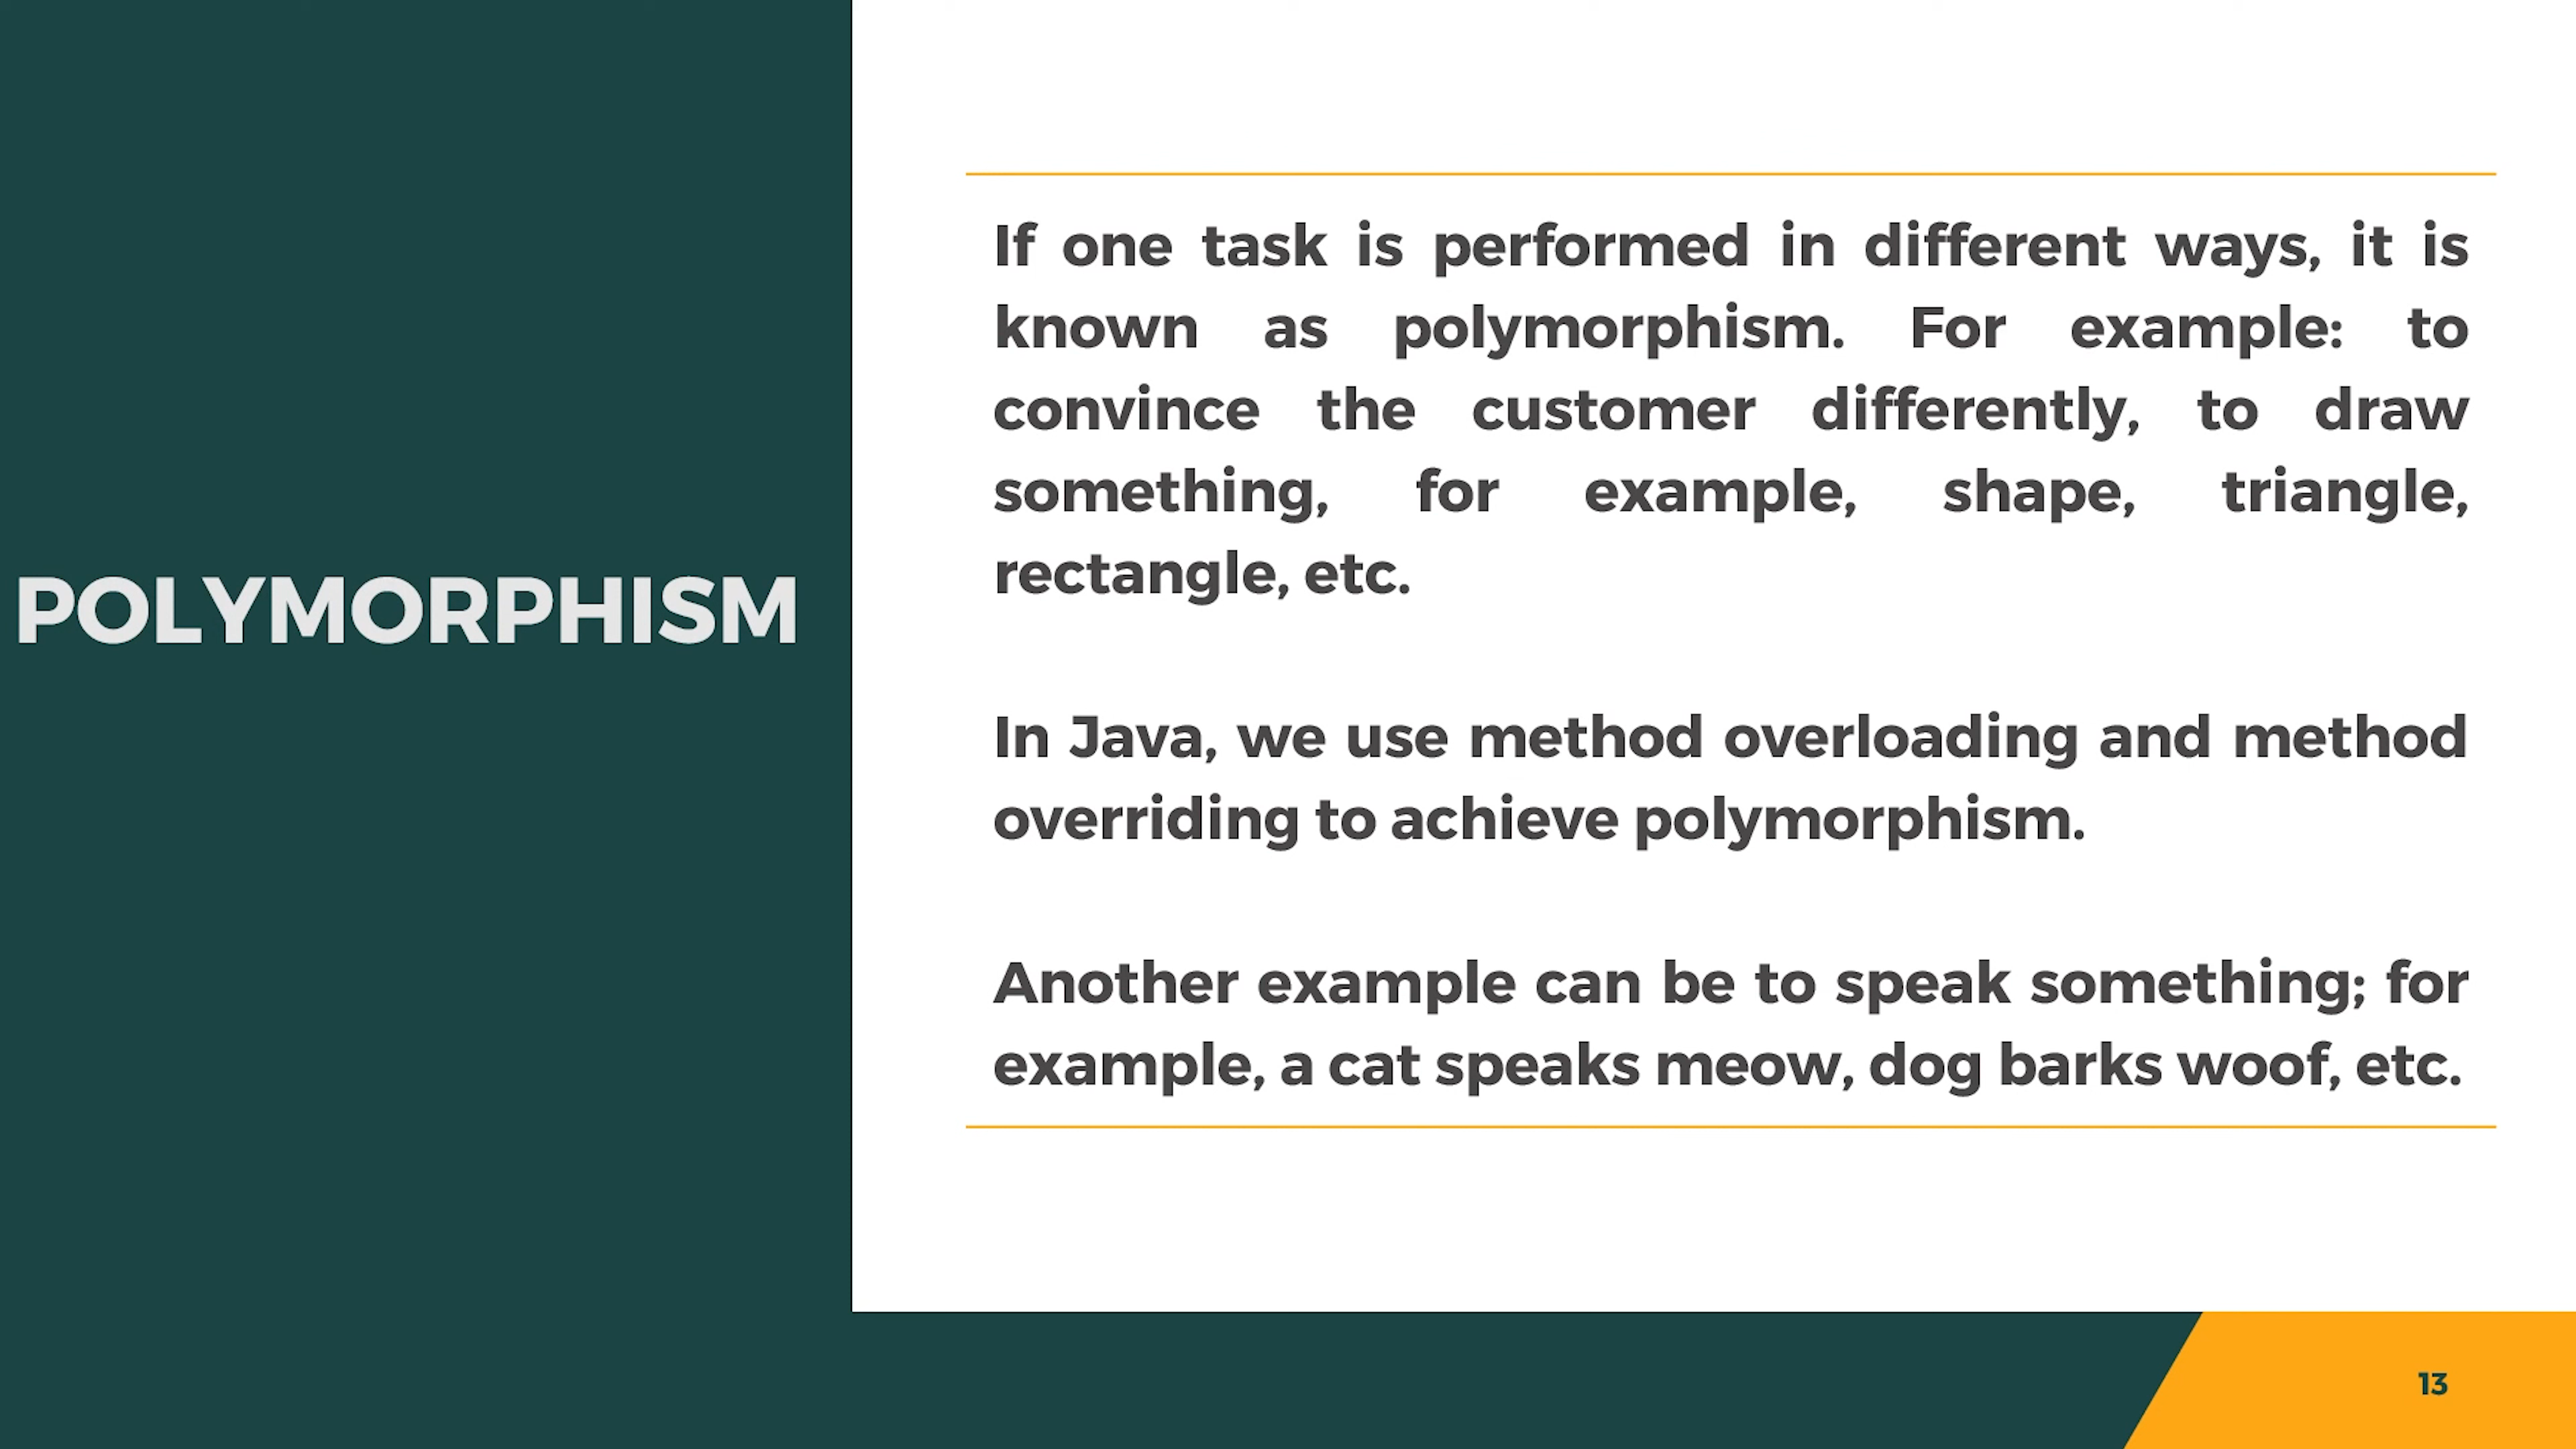 POLYMORPHISM
If one task is performed in different ways, it is
known as polymorphism. For example: to
convince the customer differently, to draw
something, for example, shape, triangle,
rectangle, etc.
In Java, we use method overloading and method
overriding to achieve polymorphism.
Another example can be to speak something; for
example, a cat speaks meow, dog barks woof, etc.
13